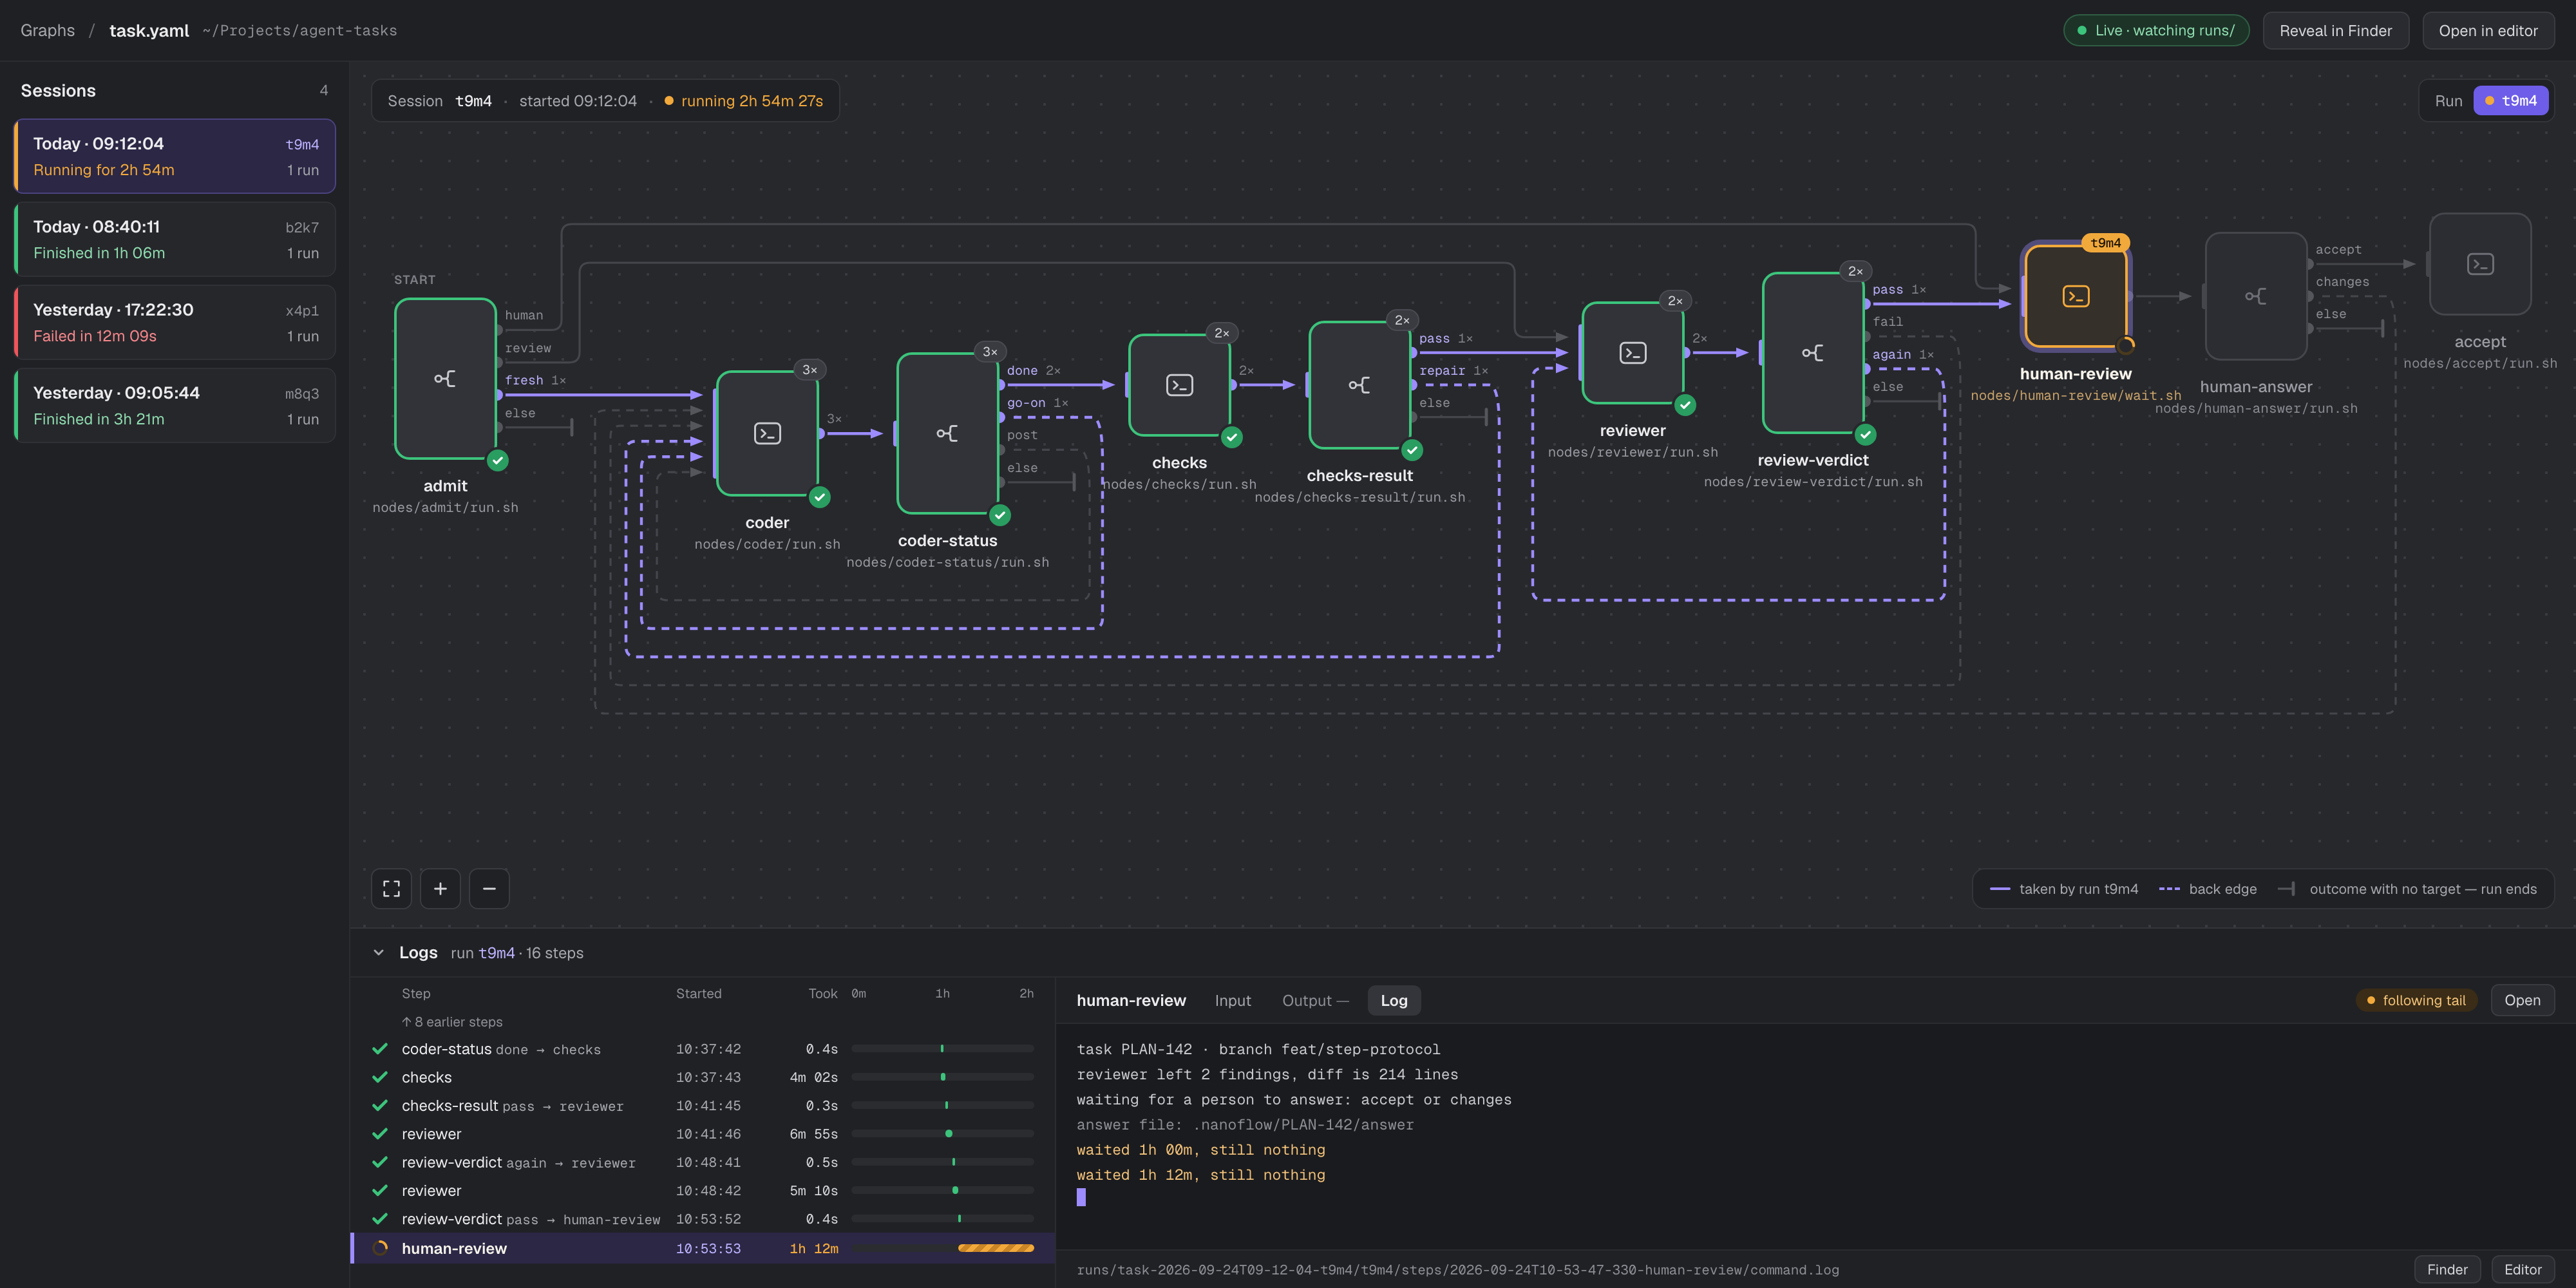 Graphs / task.yaml ~/Projects/agent-tasks
Live · watching runs/
Reveal in Finder
Open in editor
Sessions 4
Today · 09:12:04 t9m4
Running for 2h 54m 1 run
Today · 08:40:11 b2k7
Finished in 1h 06m 1 run
Yesterday · 17:22:30 x4p1
Failed in 12m 09s 1 run
Yesterday · 09:05:44 m8q3
Finished in 3h 21m 1 run
Session t9m4 · started 09:12:04 · running 2h 54m 27s
Run t9m4
START
human
review
fresh 1×
else
admit
nodes/admit/run.sh
3×
3×
coder
nodes/coder/run.sh
3×
done 2×
go-on 1×
post
else
coder-status
nodes/coder-status/run.sh
2×
2×
checks
nodes/checks/run.sh
2×
pass 1×
repair 1×
else
checks-result
nodes/checks-result/run.sh
2×
2×
reviewer
nodes/reviewer/run.sh
2×
pass 1×
fail
again 1×
else
review-verdict
nodes/review-verdict/run.sh
t9m4
human-review
nodes/human-review/wait.sh
accept
changes
else
human-answer
nodes/human-answer/run.sh
accept
nodes/accept/run.sh
taken by run t9m4
back edge
outcome with no target — run ends
Logs run t9m4 · 16 steps
Step Started Took 0m 1h 2h
↑ 8 earlier steps
coder-status done → checks 10:37:42 0.4s
checks 10:37:43 4m 02s
checks-result pass → reviewer 10:41:45 0.3s
reviewer 10:41:46 6m 55s
review-verdict again → reviewer 10:48:41 0.5s
reviewer 10:48:42 5m 10s
review-verdict pass → human-review 10:53:52 0.4s
human-review 10:53:53 1h 12m
human-review Input Output — Log
following tail
Open
task PLAN-142 · branch feat/step-protocol
reviewer left 2 findings, diff is 214 lines
waiting for a person to answer: accept or changes
answer file: .nanoflow/PLAN-142/answer
waited 1h 00m, still nothing
waited 1h 12m, still nothing
runs/task-2026-09-24T09-12-04-t9m4/t9m4/steps/2026-09-24T10-53-47-330-human-review/command.log
Finder
Editor